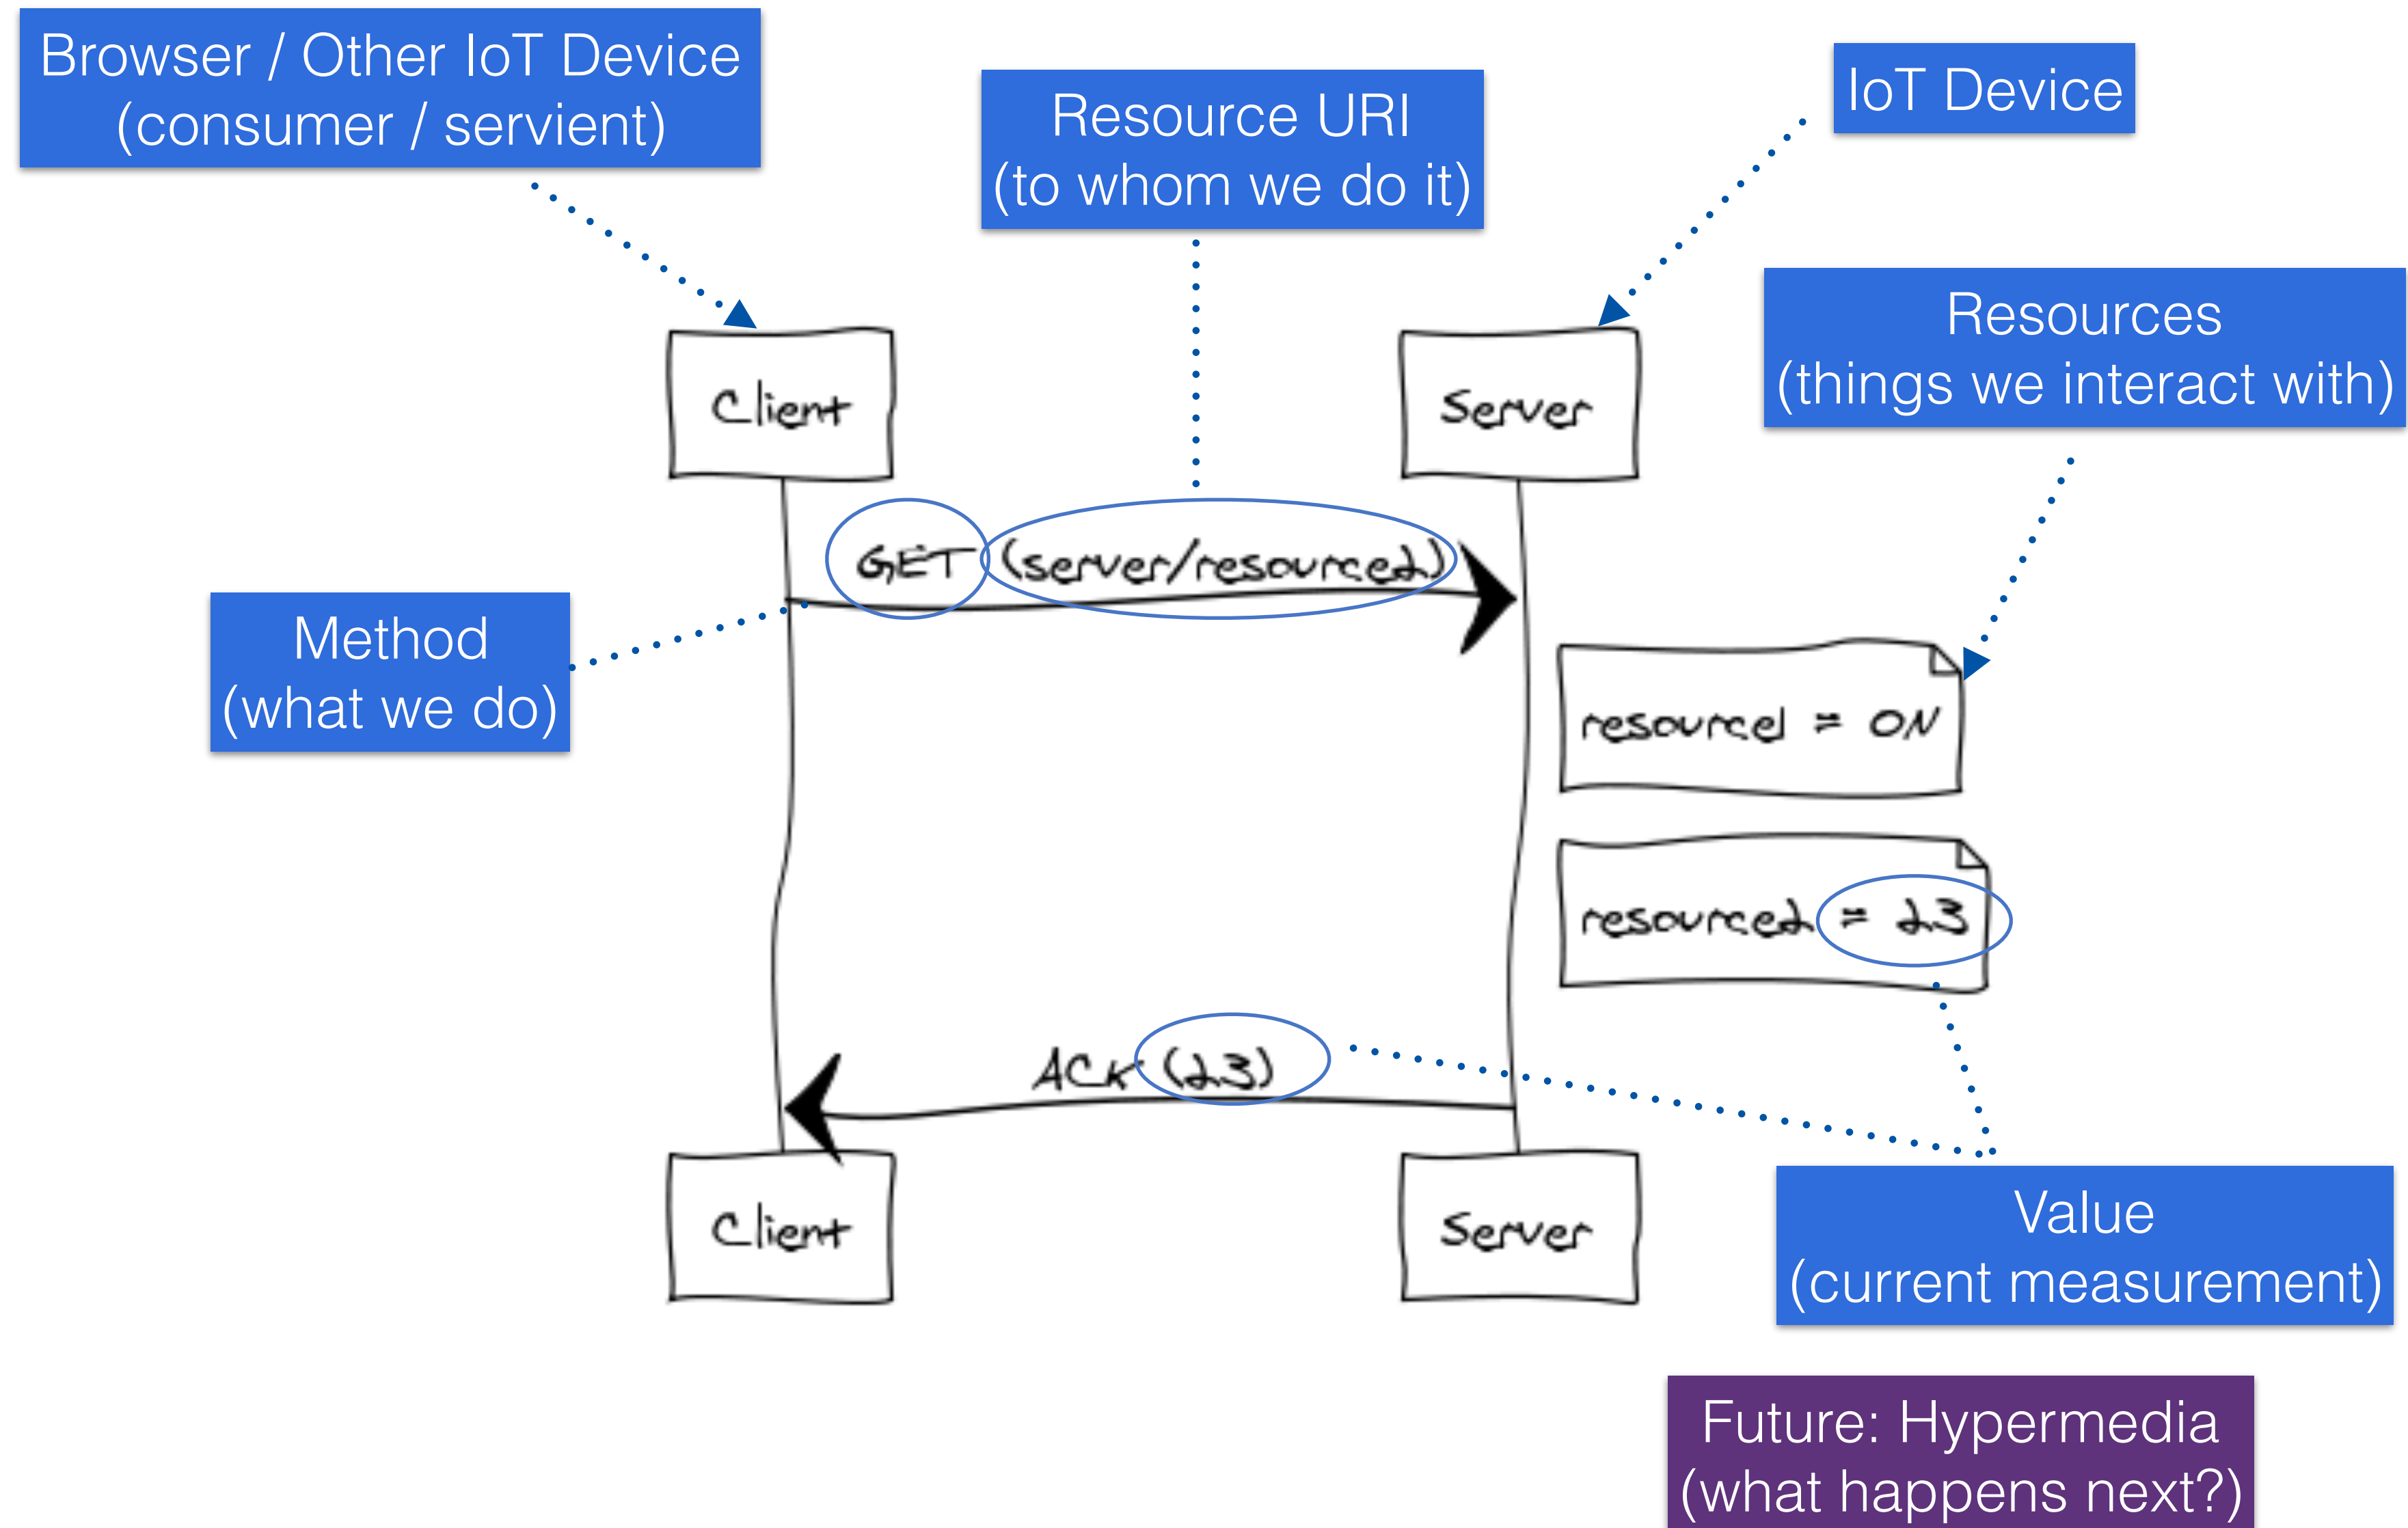 Browser / Other IoT Device
(consumer / servient)
Resource URI
(to whom we do it)
IoT Device
Resources
(things we interact with)
Client
Server
GET (server/resource2)
Method
(what we do)
resource1 = ON
resource2 = 23
ACK (23)
Client
Server
Value
(current measurement)
Future: Hypermedia
(what happens next?)